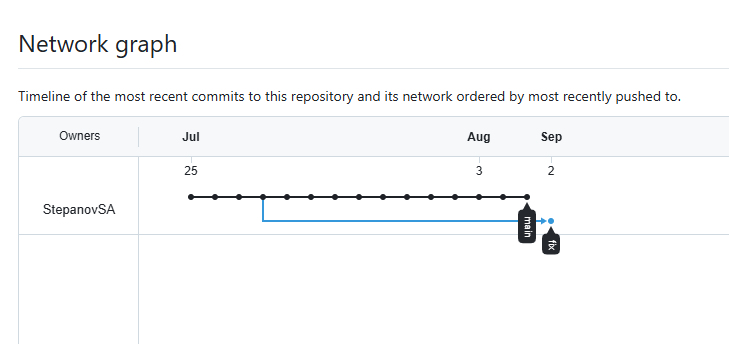 Network graph
Timeline of the most recent commits to this repository and its network ordered by most recently pushed to.
Owners Jul Aug Sep
25 3 2
StepanovSA
main
fix